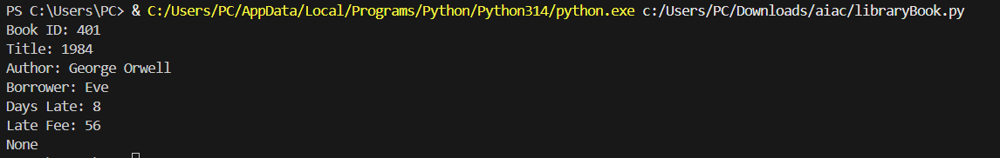 PS C:\Users\PC> & C:/Users/PC/AppData/Local/Programs/Python/Python314/python.exe c:/Users/PC/Downloads/aiac/libraryBook.py
Book ID: 401
Title: 1984
Author: George Orwell
Borrower: Eve
Days Late: 8
Late Fee: 56
None